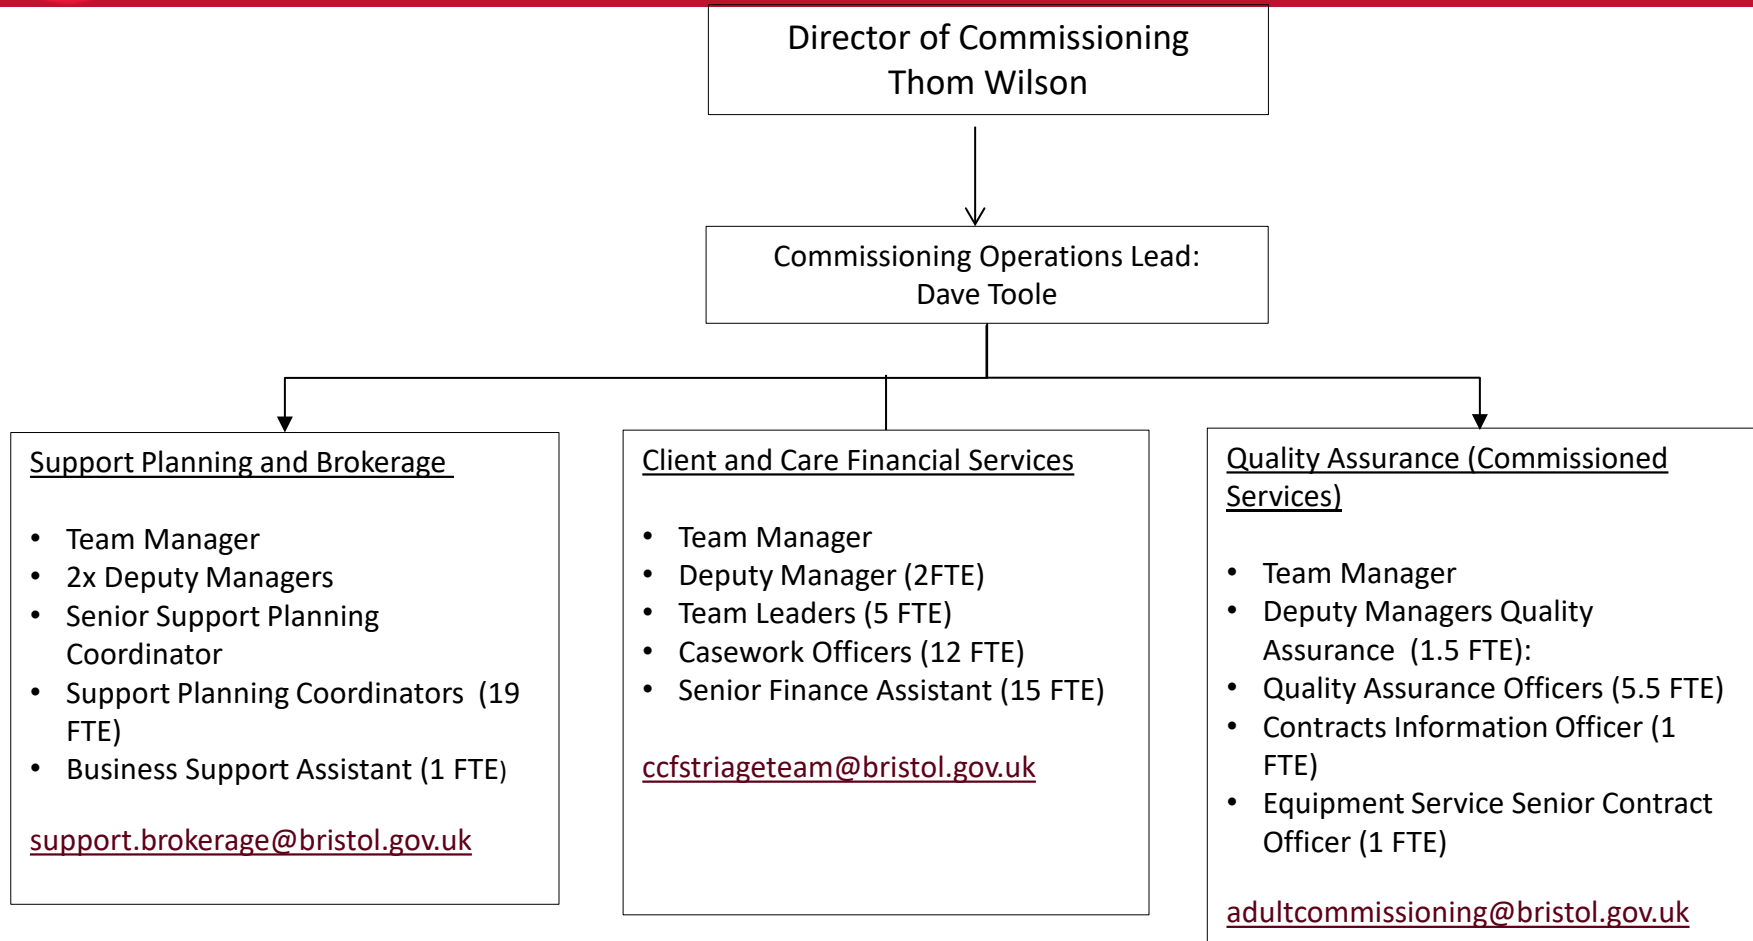 Director of Commissioning
Thom Wilson
Commissioning Operations Lead:
Dave Toole
Support Planning and Brokerage
• Team Manager
• 2x Deputy Managers
• Senior Support Planning
Coordinator
• Support Planning Coordinators (19
FTE)
• Business Support Assistant (1 FTE)
support.brokerage@bristol.gov.uk
Client and Care Financial Services
• Team Manager
• Deputy Manager (2FTE)
• Team Leaders (5 FTE)
• Casework Officers (12 FTE)
• Senior Finance Assistant (15 FTE)
ccfstriageteam@bristol.gov.uk
Quality Assurance (Commissioned
Services)
• Team Manager
• Deputy Managers Quality
Assurance (1.5 FTE):
• Quality Assurance Officers (5.5 FTE)
• Contracts Information Officer (1
FTE)
• Equipment Service Senior Contract
Officer (1 FTE)
adultcommissioning@bristol.gov.uk